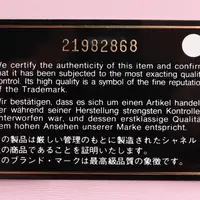 21982868
We certify the authenticity of this item and confirm
that it has been subjected to the most exacting quality
control. Its high quality is a symbol of the fine reputation
of the Trademark.
Wir bestätigen, dass es sich um einen Artikel handelt
der während seiner Herstellung strengsten Kontrollen
unterworfen war, und dessen erstklassige Qualität
dem hohen Ansehen unserer Marke entspricht.
の製品は厳しい管理のもとに製造されたシャネル
の商品であることを証明いたします。
のブランド・マークは最高級品質の象徴です。